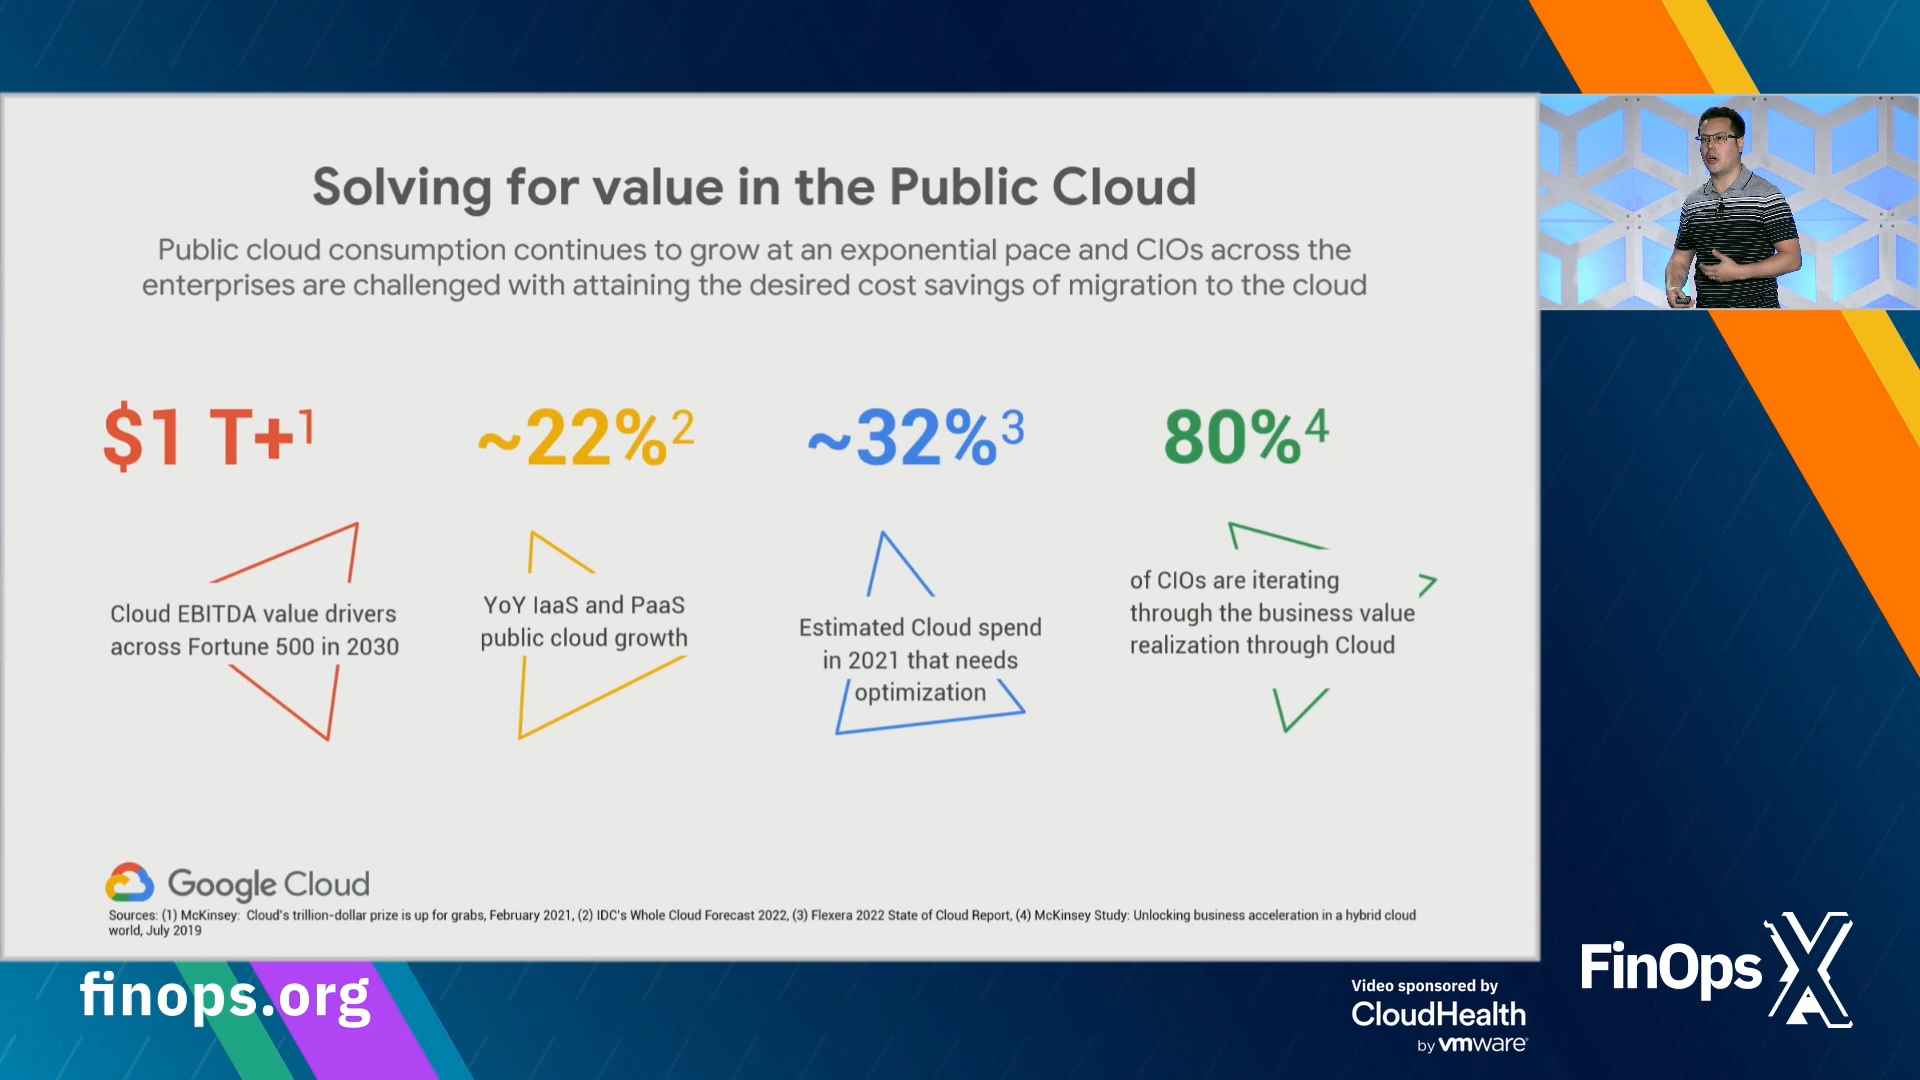 Solving for value in the Public Cloud
Public cloud consumption continues to grow at an exponential pace and CIOs across the
enterprises are challenged with attaining the desired cost savings of migration to the cloud
$1 T+1
~22%2
~32%3
80%4
Cloud EBITDA value drivers
across Fortune 500 in 2030
YoY IaaS and PaaS
public cloud growth
Estimated Cloud spend
in 2021 that needs
optimization
of CIOs are iterating
through the business value
realization through Cloud
Google Cloud
Sources: (1) McKinsey: Cloud's trillion-dollar prize is up for grabs, February 2021, (2) IDC's Whole Cloud Forecast 2022, (3) Flexera 2022 State of Cloud Report, (4) McKinsey Study: Unlocking business acceleration in a hybrid cloud
world, July 2019
finops.org
Video sponsored by
CloudHealth
by vmware
FinOps X